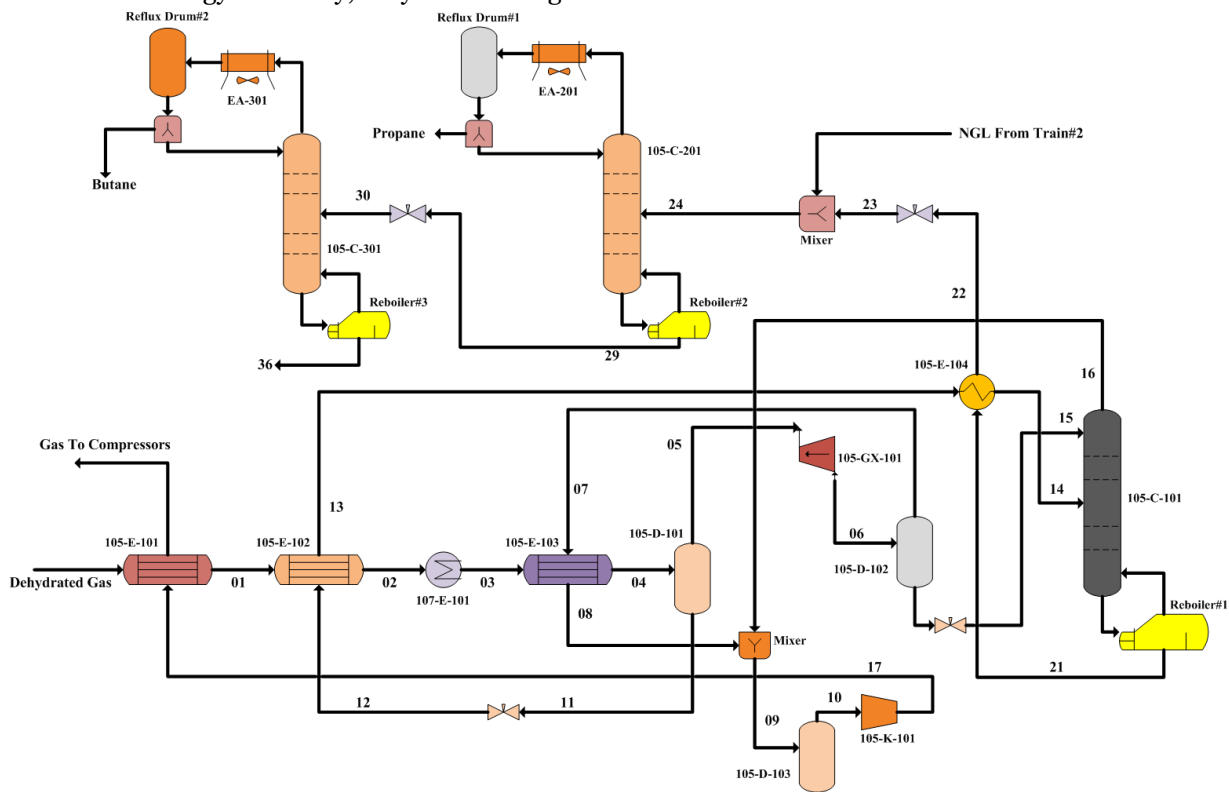 Reflux Drum#2
Reflux Drum#1
EA-301
EA-201
Propane
NGL From Train#2
105-C-201
Butane
30
24
23
Mixer
105-C-301
22
Reboiler#3
Reboiler#2
29
36
105-E-104
16
15
Gas To Compressors
05
105-GX-101
07
14
105-C-101
13
105-E-101
105-E-102
105-E-103
105-D-101
06
105-D-102
Dehydrated Gas
01
02
03
04
107-E-101
08
Reboiler#1
Mixer
17
21
12
11
10
09
105-K-101
105-D-103